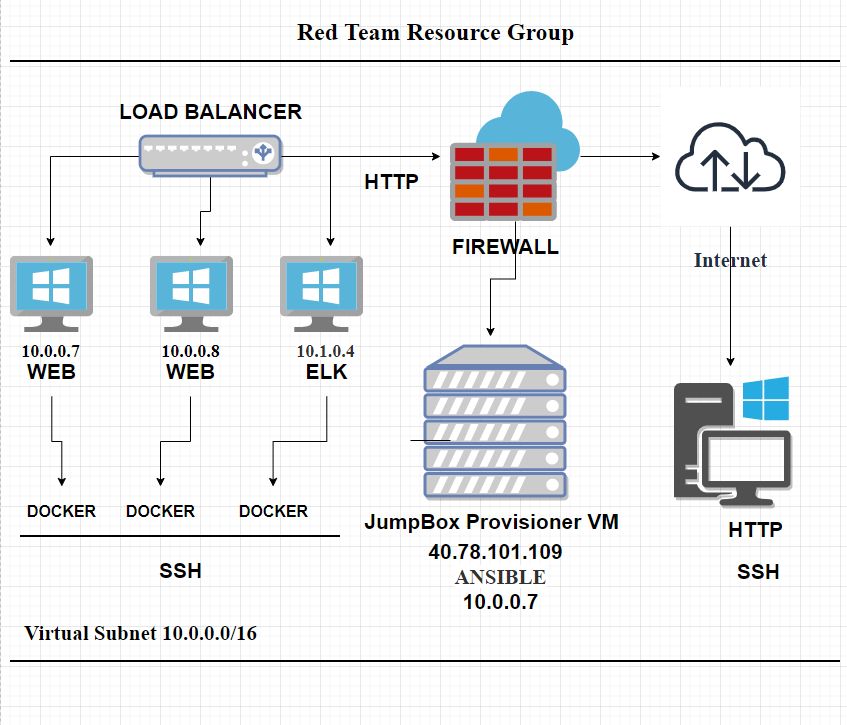 Red Team Resource Group
LOAD BALANCER
HTTP
FIREWALL
Internet
10.0.0.7
WEB
10.0.0.8
WEB
10.1.0.4
ELK
DOCKER
DOCKER
DOCKER
SSH
JumpBox Provisioner VM
40.78.101.109
ANSIBLE
10.0.0.7
HTTP
SSH
Virtual Subnet 10.0.0.0/16